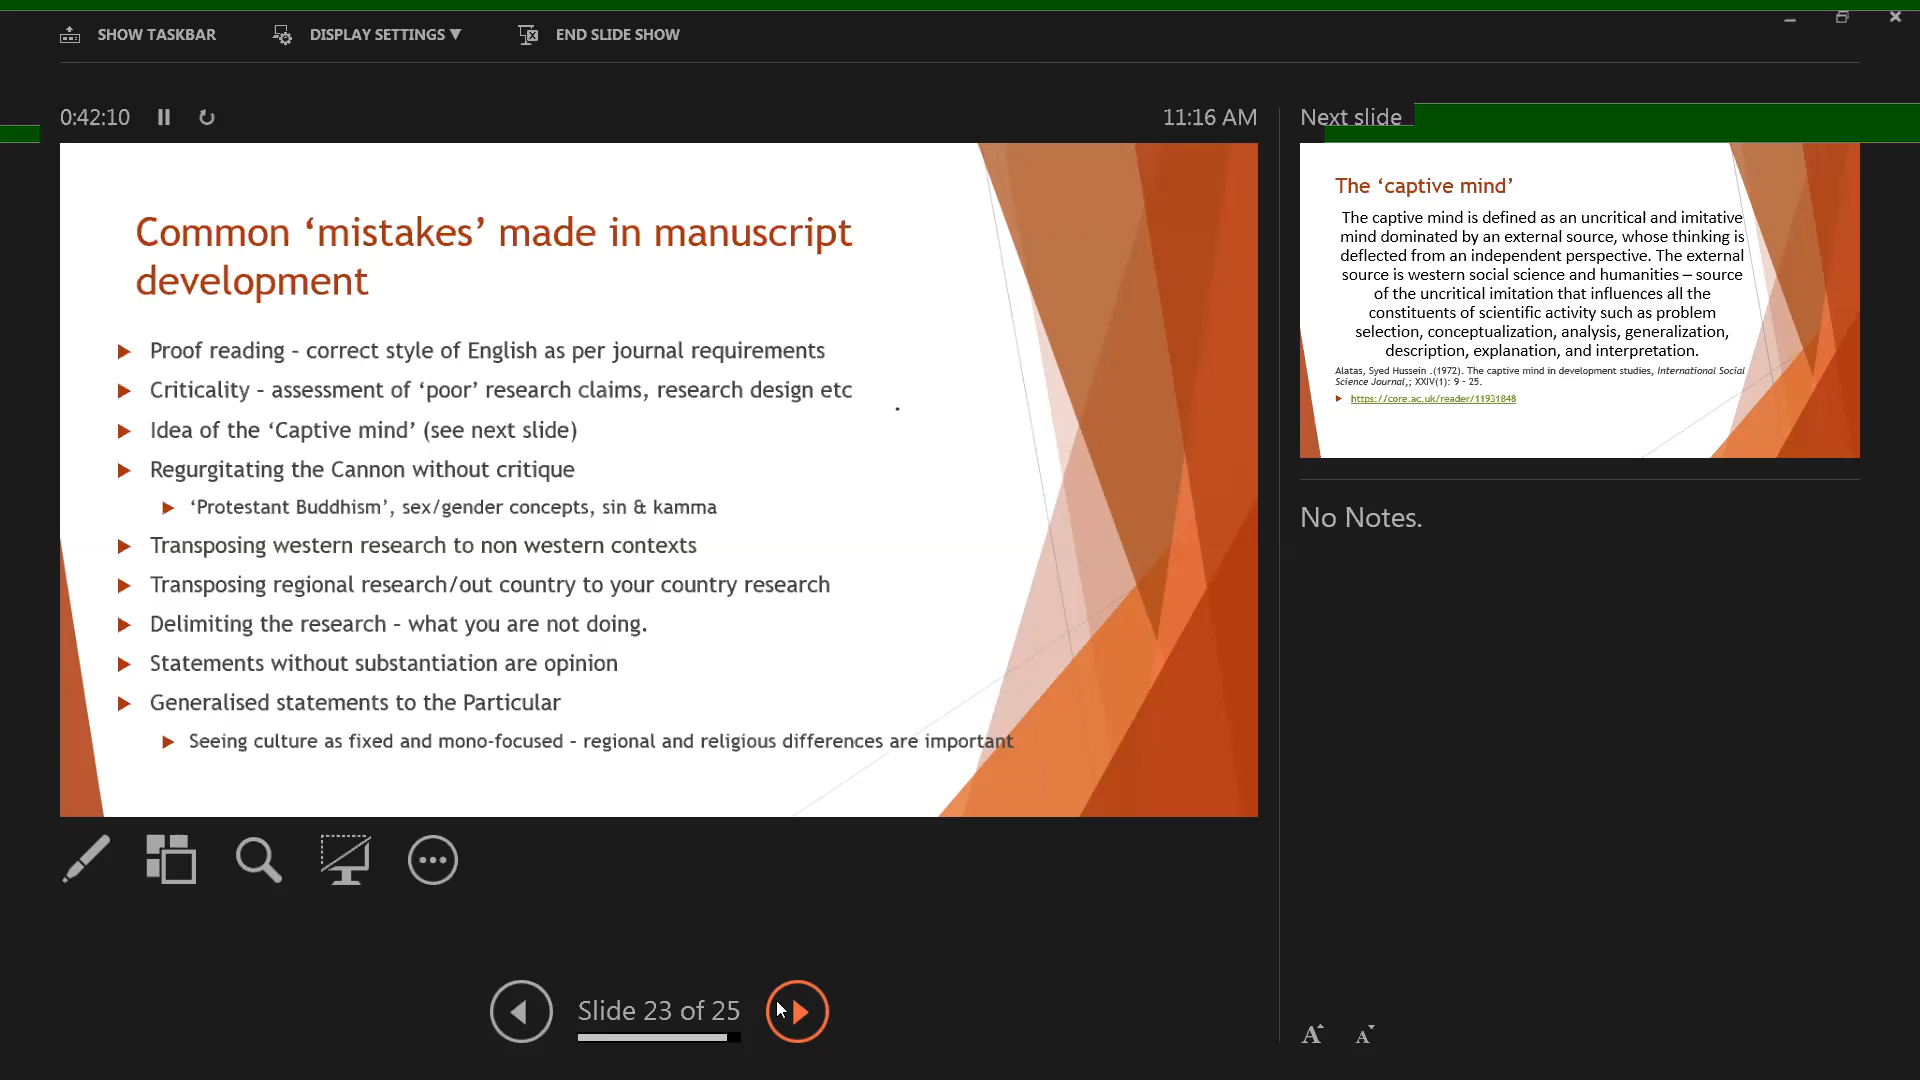 SHOW TASKBAR
DISPLAY SETTINGS ▼
END SLIDE SHOW
0:42:10
11:16 AM
Common ‘mistakes’ made in manuscript
development
Proof reading – correct style of English as per journal requirements
Criticality – assessment of ‘poor’ research claims, research design etc
.
Idea of the ‘Captive mind’ (see next slide)
Regurgitating the Cannon without critique
‘Protestant Buddhism’, sex/gender concepts, sin & kamma
Transposing western research to non western contexts
Transposing regional research/out country to your country research
Delimiting the research – what you are not doing.
Statements without substantiation are opinion
Generalised statements to the Particular
Seeing culture as fixed and mono-focused – regional and religious differences are important
Slide 23 of 25
Next slide
The ‘captive mind’
The captive mind is defined as an uncritical and imitative
mind dominated by an external source, whose thinking is
deflected from an independent perspective. The external
source is western social science and humanities – source
of the uncritical imitation that influences all the
constituents of scientific activity such as problem
selection, conceptualization, analysis, generalization,
description, explanation, and interpretation.
Alatas, Syed Hussein .(1972). The captive mind in development studies, International Social
Science Journal,; XXIV(1): 9 – 25.
https://core.ac.uk/reader/11931848
No Notes.
A A